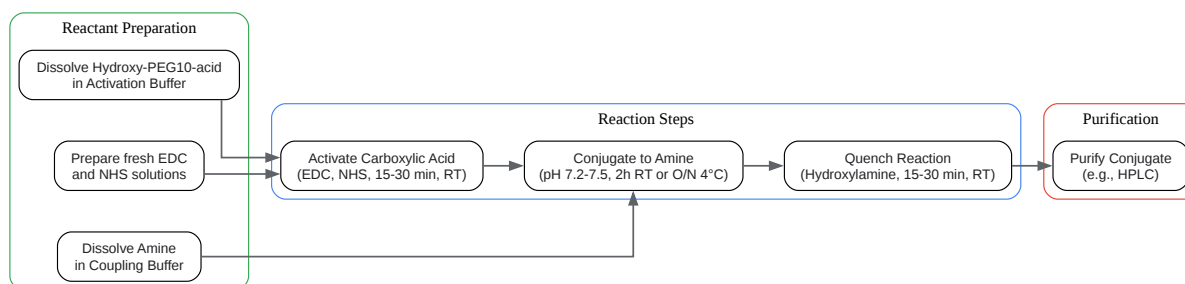 Reactant Preparation
Dissolve Hydroxy-PEG10-acid
in Activation Buffer
Prepare fresh EDC
and NHS solutions
Dissolve Amine
in Coupling Buffer
Reaction Steps
Activate Carboxylic Acid
(EDC, NHS, 15-30 min, RT)
Conjugate to Amine
(pH 7.2-7.5, 2h RT or O/N 4°C)
Quench Reaction
(Hydroxylamine, 15-30 min, RT)
Purification
Purify Conjugate
(e.g., HPLC)